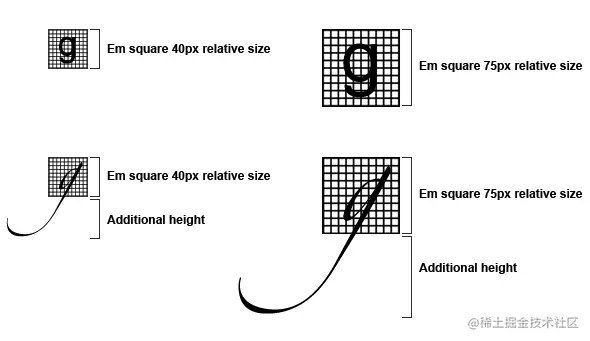 g
Em square 40px relative size
g
Em square 75px relative size
g
Em square 40px relative size
Additional height
g
Em square 75px relative size
Additional height
@稀土掘金技术社区